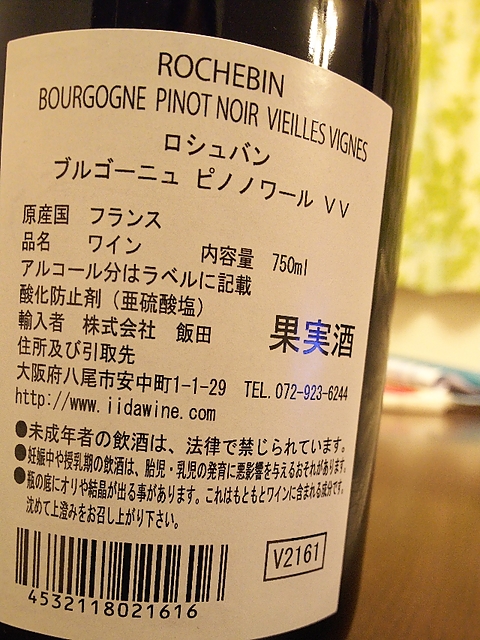 ROCHEBIN
BOURGOGNE PINOT NOIR VIEILLES VIGNES
ロシュバン
ブルゴーニュ ピノノワール VV
原産国 フランス
品名 ワイン 内容量 750ml
アルコール分はラベルに記載
酸化防止剤（亜硫酸塩）
輸入者 株式会社 飯田 果実酒
住所及び引取先
大阪府八尾市安中町1-1-29 TEL.072-923-6244
http://www.iidawine.com
●未成年者の飲酒は、法律で禁じられています。
●妊娠中や授乳期の飲酒は、胎児・乳児の発育に悪影響を与えるおそれがあります。
●瓶の底にオリや結晶が出る事があります。これはもともとワインに含まれる成分です。
沈めて上澄みをお召し上がり下さい。
V2161
4532118021616